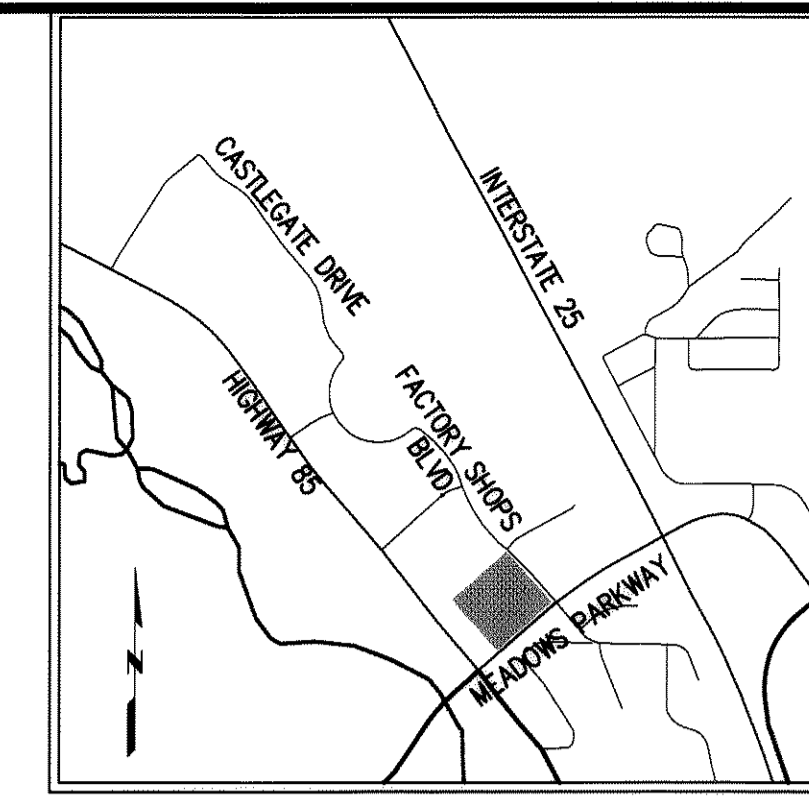 CASTLEGATE DRIVE
INTERSTATE 25
FACTORY SHOPS
BLVD.
HIGHWAY 85
MEADOWS PARKWAY
N